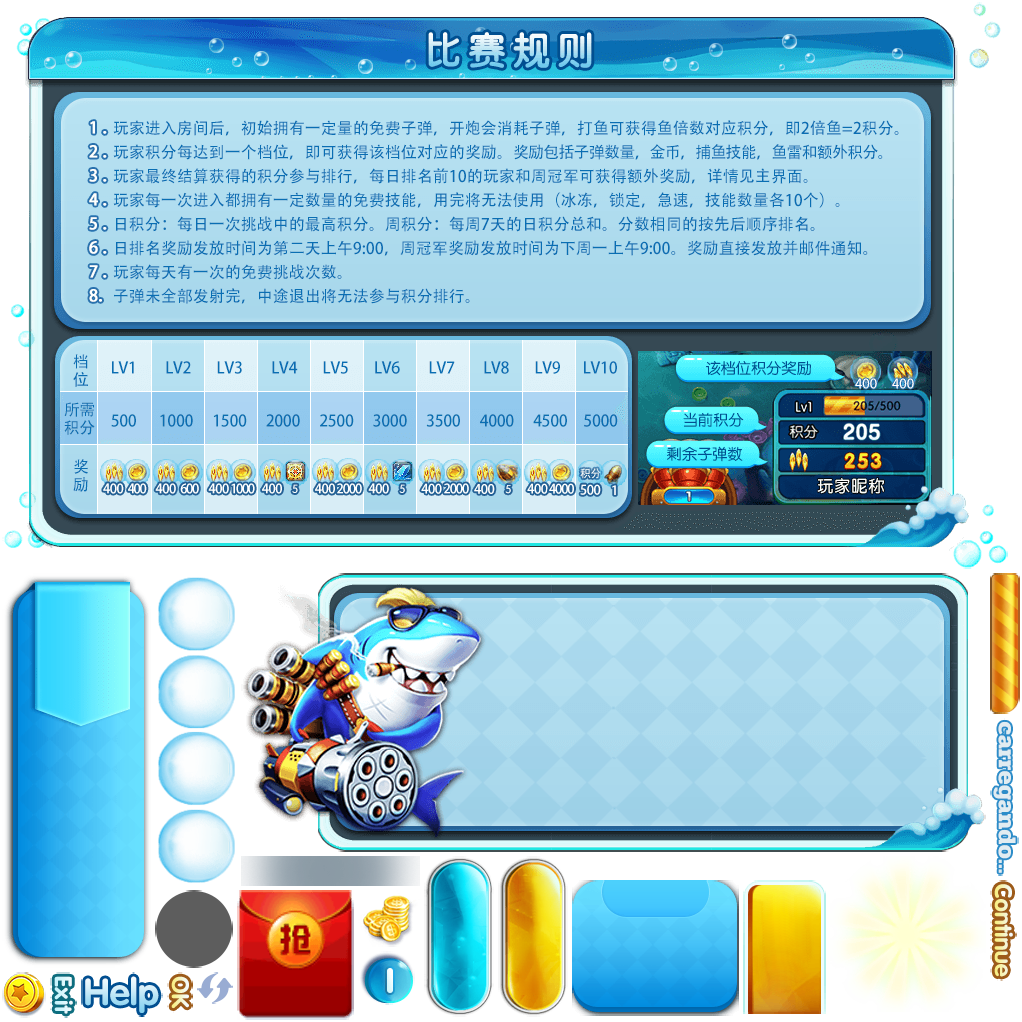 比赛规则
1。玩家进入房间后，初始拥有一定量的免费子弹，开炮会消耗子弹，打鱼可获得鱼倍数对应积分，即2倍鱼=2积分。
2。玩家积分每达到一个档位，即可获得该档位对应的奖励。奖励包括子弹数量，金币，捕鱼技能，鱼雷和额外积分。
3。玩家最终结算获得的积分参与排行，每日排名前10的玩家和周冠军可获得额外奖励，详情见主界面。
4。玩家每一次进入都拥有一定数量的免费技能，用完将无法使用（冰冻，锁定，急速，技能数量各10个）。
5。日积分：每日一次挑战中的最高积分。周积分：每周7天的日积分总和。分数相同的按先后顺序排名。
6。日排名奖励发放时间为第二天上午9:00，周冠军奖励发放时间为下周一上午9:00。奖励直接发放并邮件通知。
7。玩家每天有一次的免费挑战次数。
8。子弹未全部发射完，中途退出将无法参与积分排行。
档位 LV1 LV2 LV3 LV4 LV5 LV6 LV7 LV8 LV9 LV10
所需积分 500 1000 1500 2000 2500 3000 3500 4000 4500 5000
奖励 400 400 400 600 400 1000 400 5 400 2000 400 5 400 2000 400 5 400 4000 积分 500 1
该档位积分奖励 400 400
Lv1 205/500
当前积分 积分 205
剩余子弹数 253
1 玩家昵称
carregando...
Continue
抢
1
Exit
Help
OK